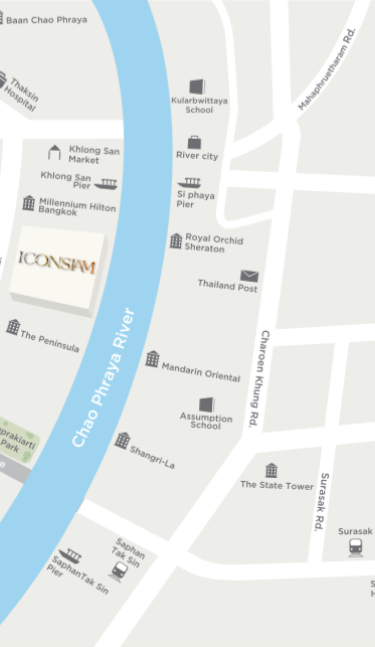 Baan Chao Phraya
Thaksin
Hospital
Kularbwittaya
School
Mahaphruetharam Rd.
Khlong San
Market
River city
Khlong San
Pier
Si phaya
Pier
Millennium Hilton
Bangkok
Royal Orchid
Sheraton
ICONSIAM
Thailand Post
The Peninsula
Chao Phraya River
Mandarin Oriental
Charoen Khung Rd.
Assumption
School
Park
Shangri-La
The State Tower
Surasak Rd.
Surasak
Saphan
Tak Sin
SaphanTak Sin
Pier